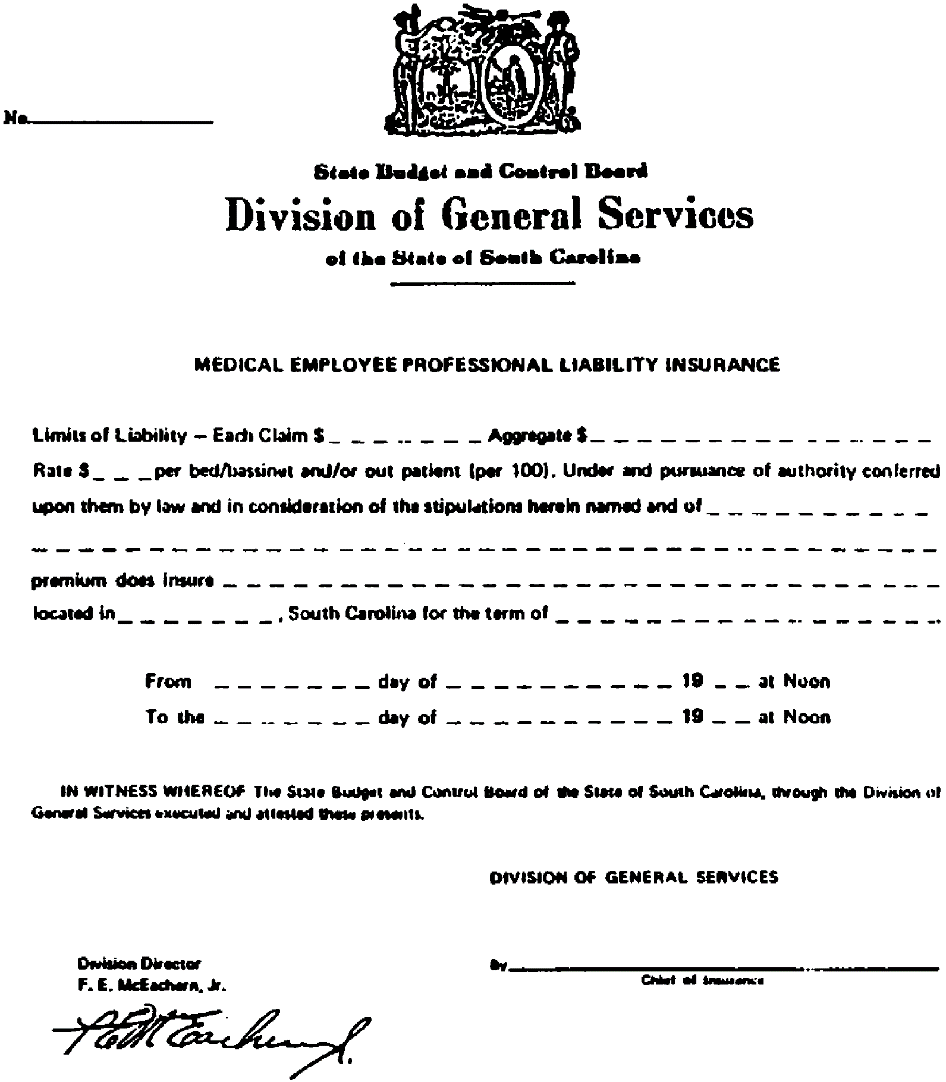 No.
State Budget and Control Board
Division of General Services
of the State of South Carolina
MEDICAL EMPLOYEE PROFESSIONAL LIABILITY INSURANCE
Limits of Liability – Each Claim $ _ _ _ _ _ _ _ _ Aggregate $ _ _ _ _ _ _ _ _ _ _ _ _ _ _ _
Rate $ _ _ _ per bed/bassinet and/or out patient (per 100). Under and pursuance of authority conferred
upon them by law and in consideration of the stipulations herein named and of _ _ _ _ _ _ _ _ _ _
premium does insure _ _ _ _ _ _ _ _ _ _ _ _ _ _ _ _ _ _ _ _ _ _ _ _ _ _ _ _ _ _ _
located in _ _ _ _ _ _ _ , South Carolina for the term of _ _ _ _ _ _ _ _ _ _ _ _ _ _ _ _ _
From _ _ _ _ _ _ _ day of _ _ _ _ _ _ _ _ _ _ 19 _ _ at Noon
To the _ _ _ _ _ _ _ day of _ _ _ _ _ _ _ _ _ _ 19 _ _ at Noon
IN WITNESS WHEREOF The State Budget and Control Board of the State of South Carolina, through the Division of
General Services executed and attested these presents.
DIVISION OF GENERAL SERVICES
Division Director
F. E. McEachern, Jr.
By
Chief of Insurance
F E McEachern Jr.